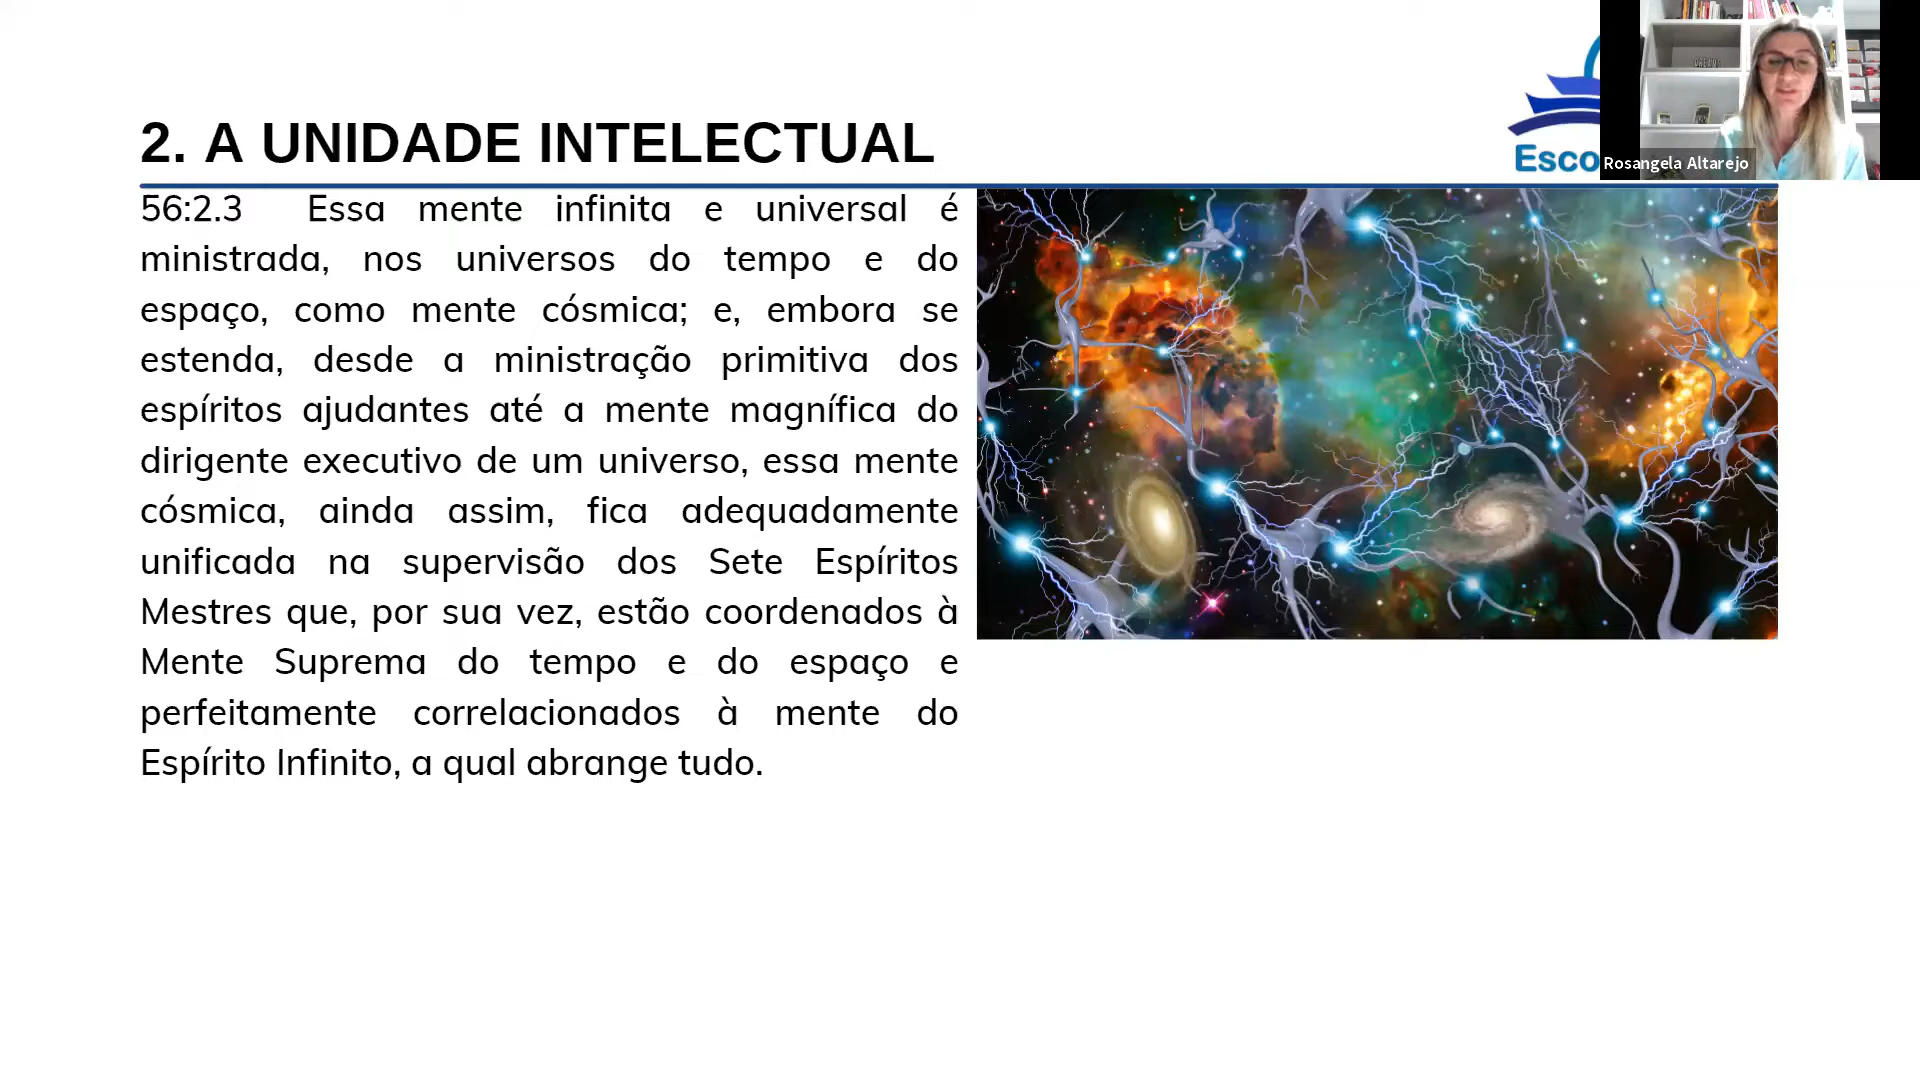 2. A UNIDADE INTELECTUAL
Esco
Rosangela Altarejo
56:2.3 Essa mente infinita e universal é
ministrada, nos universos do tempo e do
espaço, como mente cósmica; e, embora se
estenda, desde a ministração primitiva dos
espíritos ajudantes até a mente magnífica do
dirigente executivo de um universo, essa mente
cósmica, ainda assim, fica adequadamente
unificada na supervisão dos Sete Espíritos
Mestres que, por sua vez, estão coordenados à
Mente Suprema do tempo e do espaço e
perfeitamente correlacionados à mente do
Espírito Infinito, a qual abrange tudo.